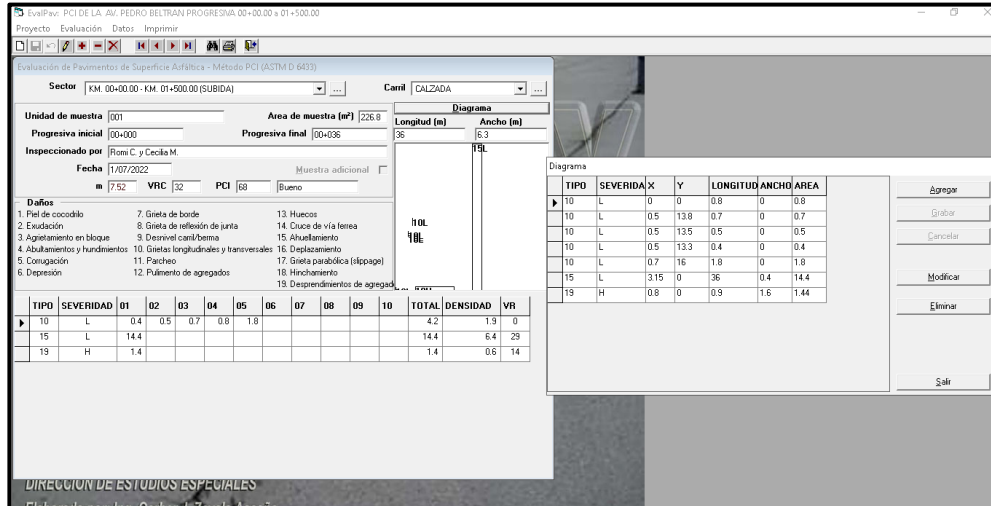 EvalPav: PCI DE LA AV. PEDRO BELTRAN PROGRESIVA 00+00.00 a 01+500.00
Proyecto Evaluación Datos Imprimir
Evaluación de Pavimentos de Superficie Asfáltica - Método PCI (ASTM D 6433)
Sector KM. 00+00.00 - KM. 01+500.00 (SUBIDA) ... Carril CALZADA ...
Unidad de muestra 001 Area de muestra (m²) 226.8
Progresiva inicial 00+000 Progresiva final 00+036
Inspeccionado por Romi C. y Cecilia M.
Fecha 1/07/2022 Muestra adicional
m 7.52 VRC 32 PCI 68 Bueno
Diagrama
Longitud (m) Ancho (m)
36 6.3
15L
10L
Daños
1. Piel de cocodrilo 7. Grieta de borde 13. Huecos
2. Exudación 8. Grieta de reflexión de junta 14. Cruce de vía ferrea
3. Agrietamiento en bloque 9. Desnivel carril/berma 15. Ahuellamiento
4. Abultamientos y hundimientos 10. Grietas longitudinales y transversales 16. Deplazamiento
5. Corrugación 11. Parcheo 17. Grieta parabólica (slippage)
6. Depresión 12. Pulimento de agregados 18. Hinchamiento
19. Desprendimientos de agregad
TIPO SEVERIDAD 01 02 03 04 05 06 07 08 09 10 TOTAL DENSIDAD VR
10 L 0.4 0.5 0.7 0.8 1.8 4.2 1.9 0
15 L 14.4 14.4 6.4 29
19 H 1.4 1.4 0.6 14
Diagrama
TIPO SEVERIDA X Y LONGITUD ANCHO AREA
10 L 0 0 0.8 0 0.8
10 L 0.5 13.8 0.7 0 0.7
10 L 0.5 13.5 0.5 0 0.5
10 L 0.5 13.3 0.4 0 0.4
10 L 0.7 16 1.8 0 1.8
15 L 3.15 0 36 0.4 14.4
19 H 0.8 0 0.9 1.6 1.44
Agregar
Grabar
Cancelar
Modificar
Eliminar
Salir
DIRECCION DE ESTUDIOS ESPECIALES